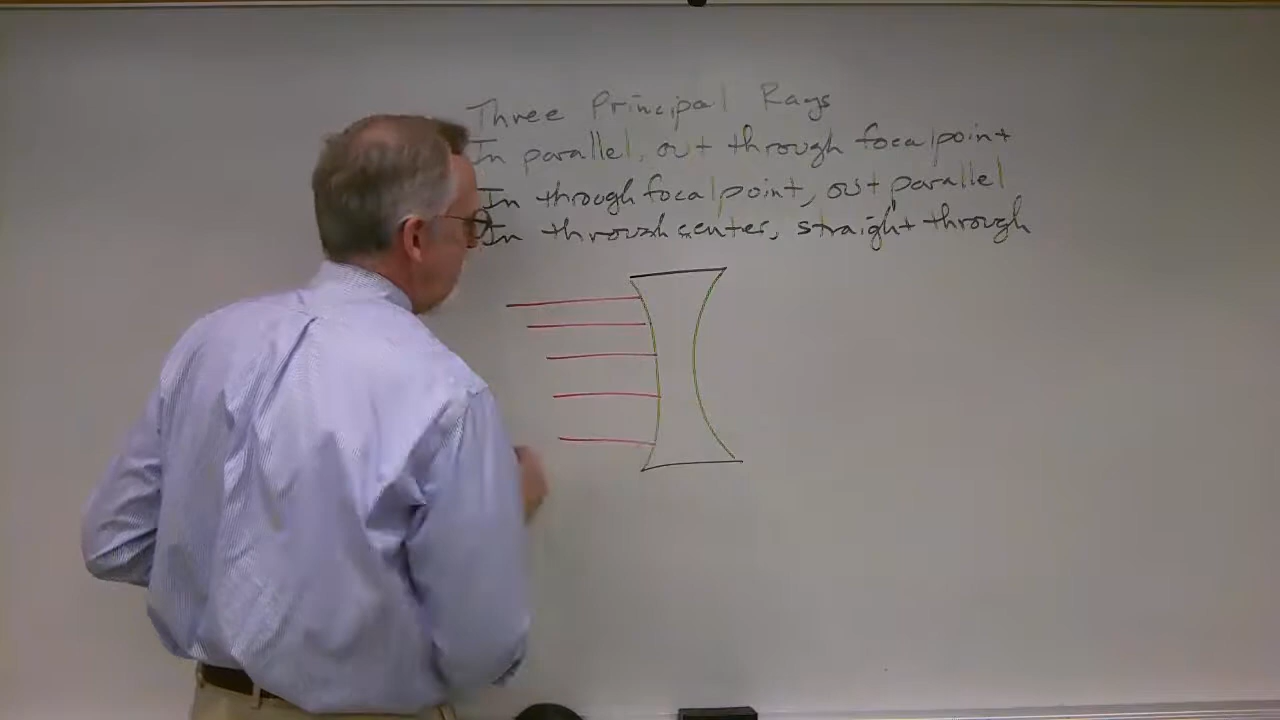 Three Principal Rays
In parallel, out through focal point
In through focal point, out parallel
In through center, straight through